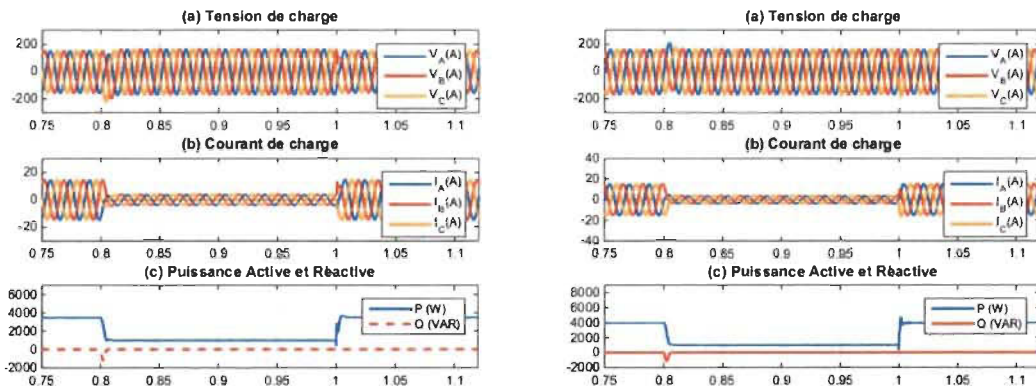 (a) Tension de charge
200
0
-200
V_A(A)
V_B(A)
V_C(A)
0.75 0.8 0.85 0.9 0.95 1 1.05 1.1
(b) Courant de charge
20
0
-20
I_A(A)
I_B(A)
I_C(A)
0.75 0.8 0.85 0.9 0.95 1 1.05 1.1
(c) Puissance Active et Réactive
6000
4000
2000
0
-2000
P (W)
Q (VAR)
0.75 0.8 0.85 0.9 0.95 1 1.05 1.1
(a) Tension de charge
200
0
-200
V_A(A)
V_B(A)
V_C(A)
0.75 0.8 0.85 0.9 0.95 1 1.05 1.1
(b) Courant de charge
40
20
0
-20
-40
I_A(A)
I_B(A)
I_C(A)
0.75 0.8 0.85 0.9 0.95 1 1.05 1.1
(c) Puissance Active et Réactive
8000
6000
4000
2000
0
-2000
P (W)
Q (VAR)
0.75 0.8 0.85 0.9 0.95 1 1.05 1.1